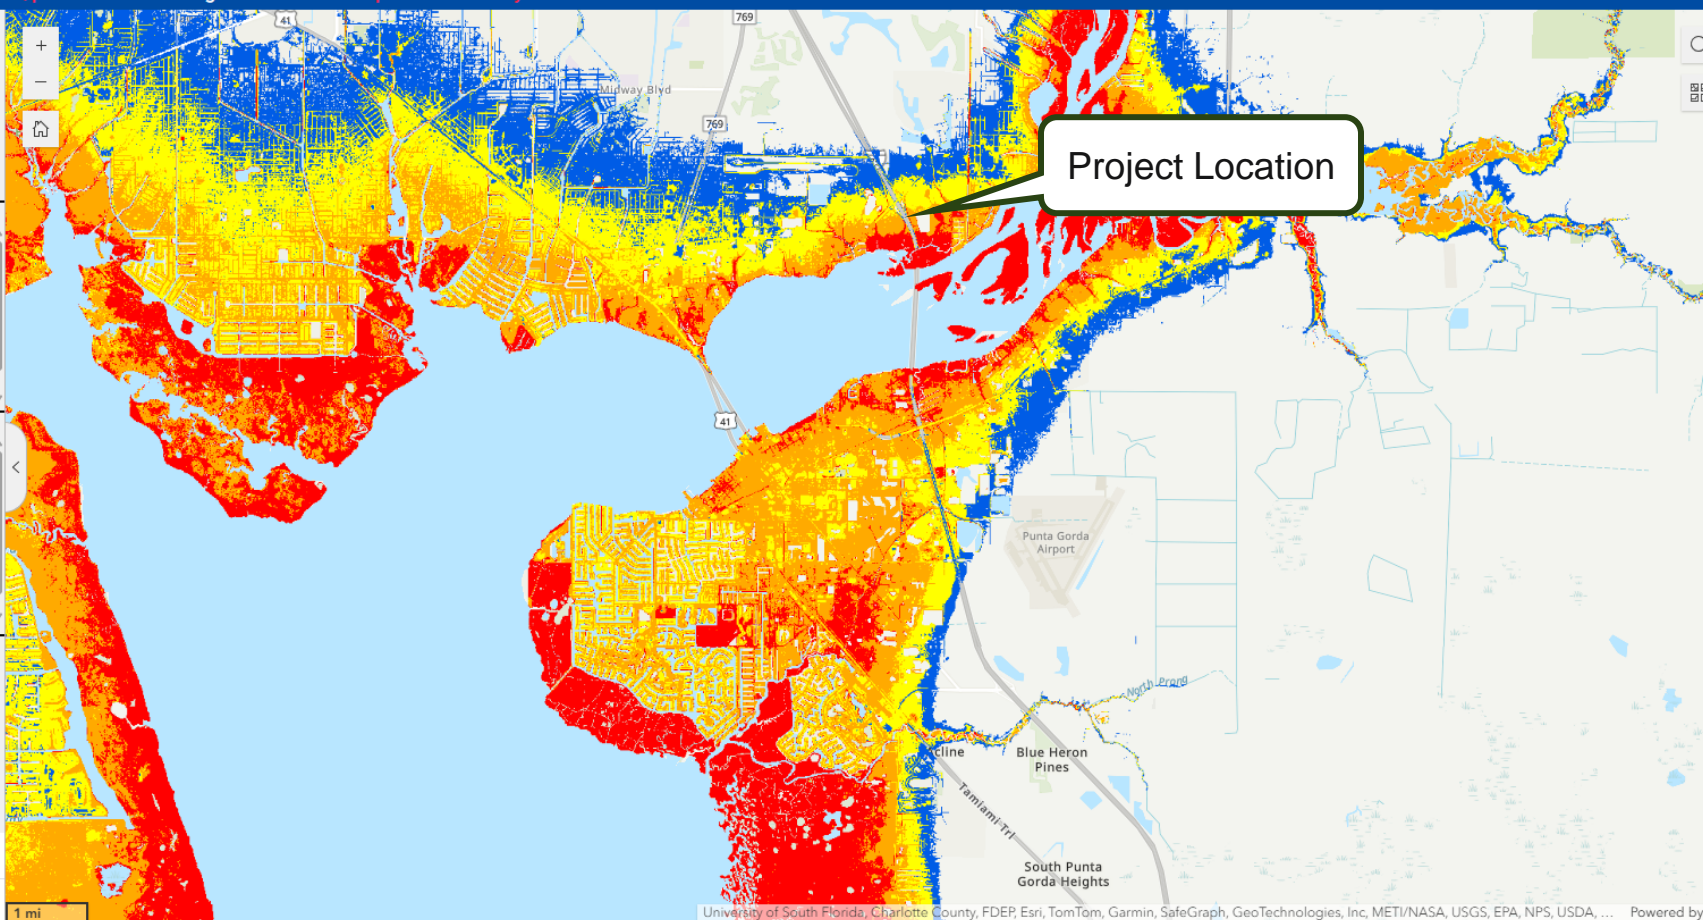 41
769
+
−
Midway Blvd
769
Project Location
41
Punta Gorda
Airport
North Prong
cline
Blue Heron
Pines
Tamiami Trl
South Punta
Gorda Heights
1 mi
University of South Florida, Charlotte County, FDEP, Esri, TomTom, Garmin, SafeGraph, GeoTechnologies, Inc, METI/NASA, USGS, EPA, NPS, USDA, ... Powered by